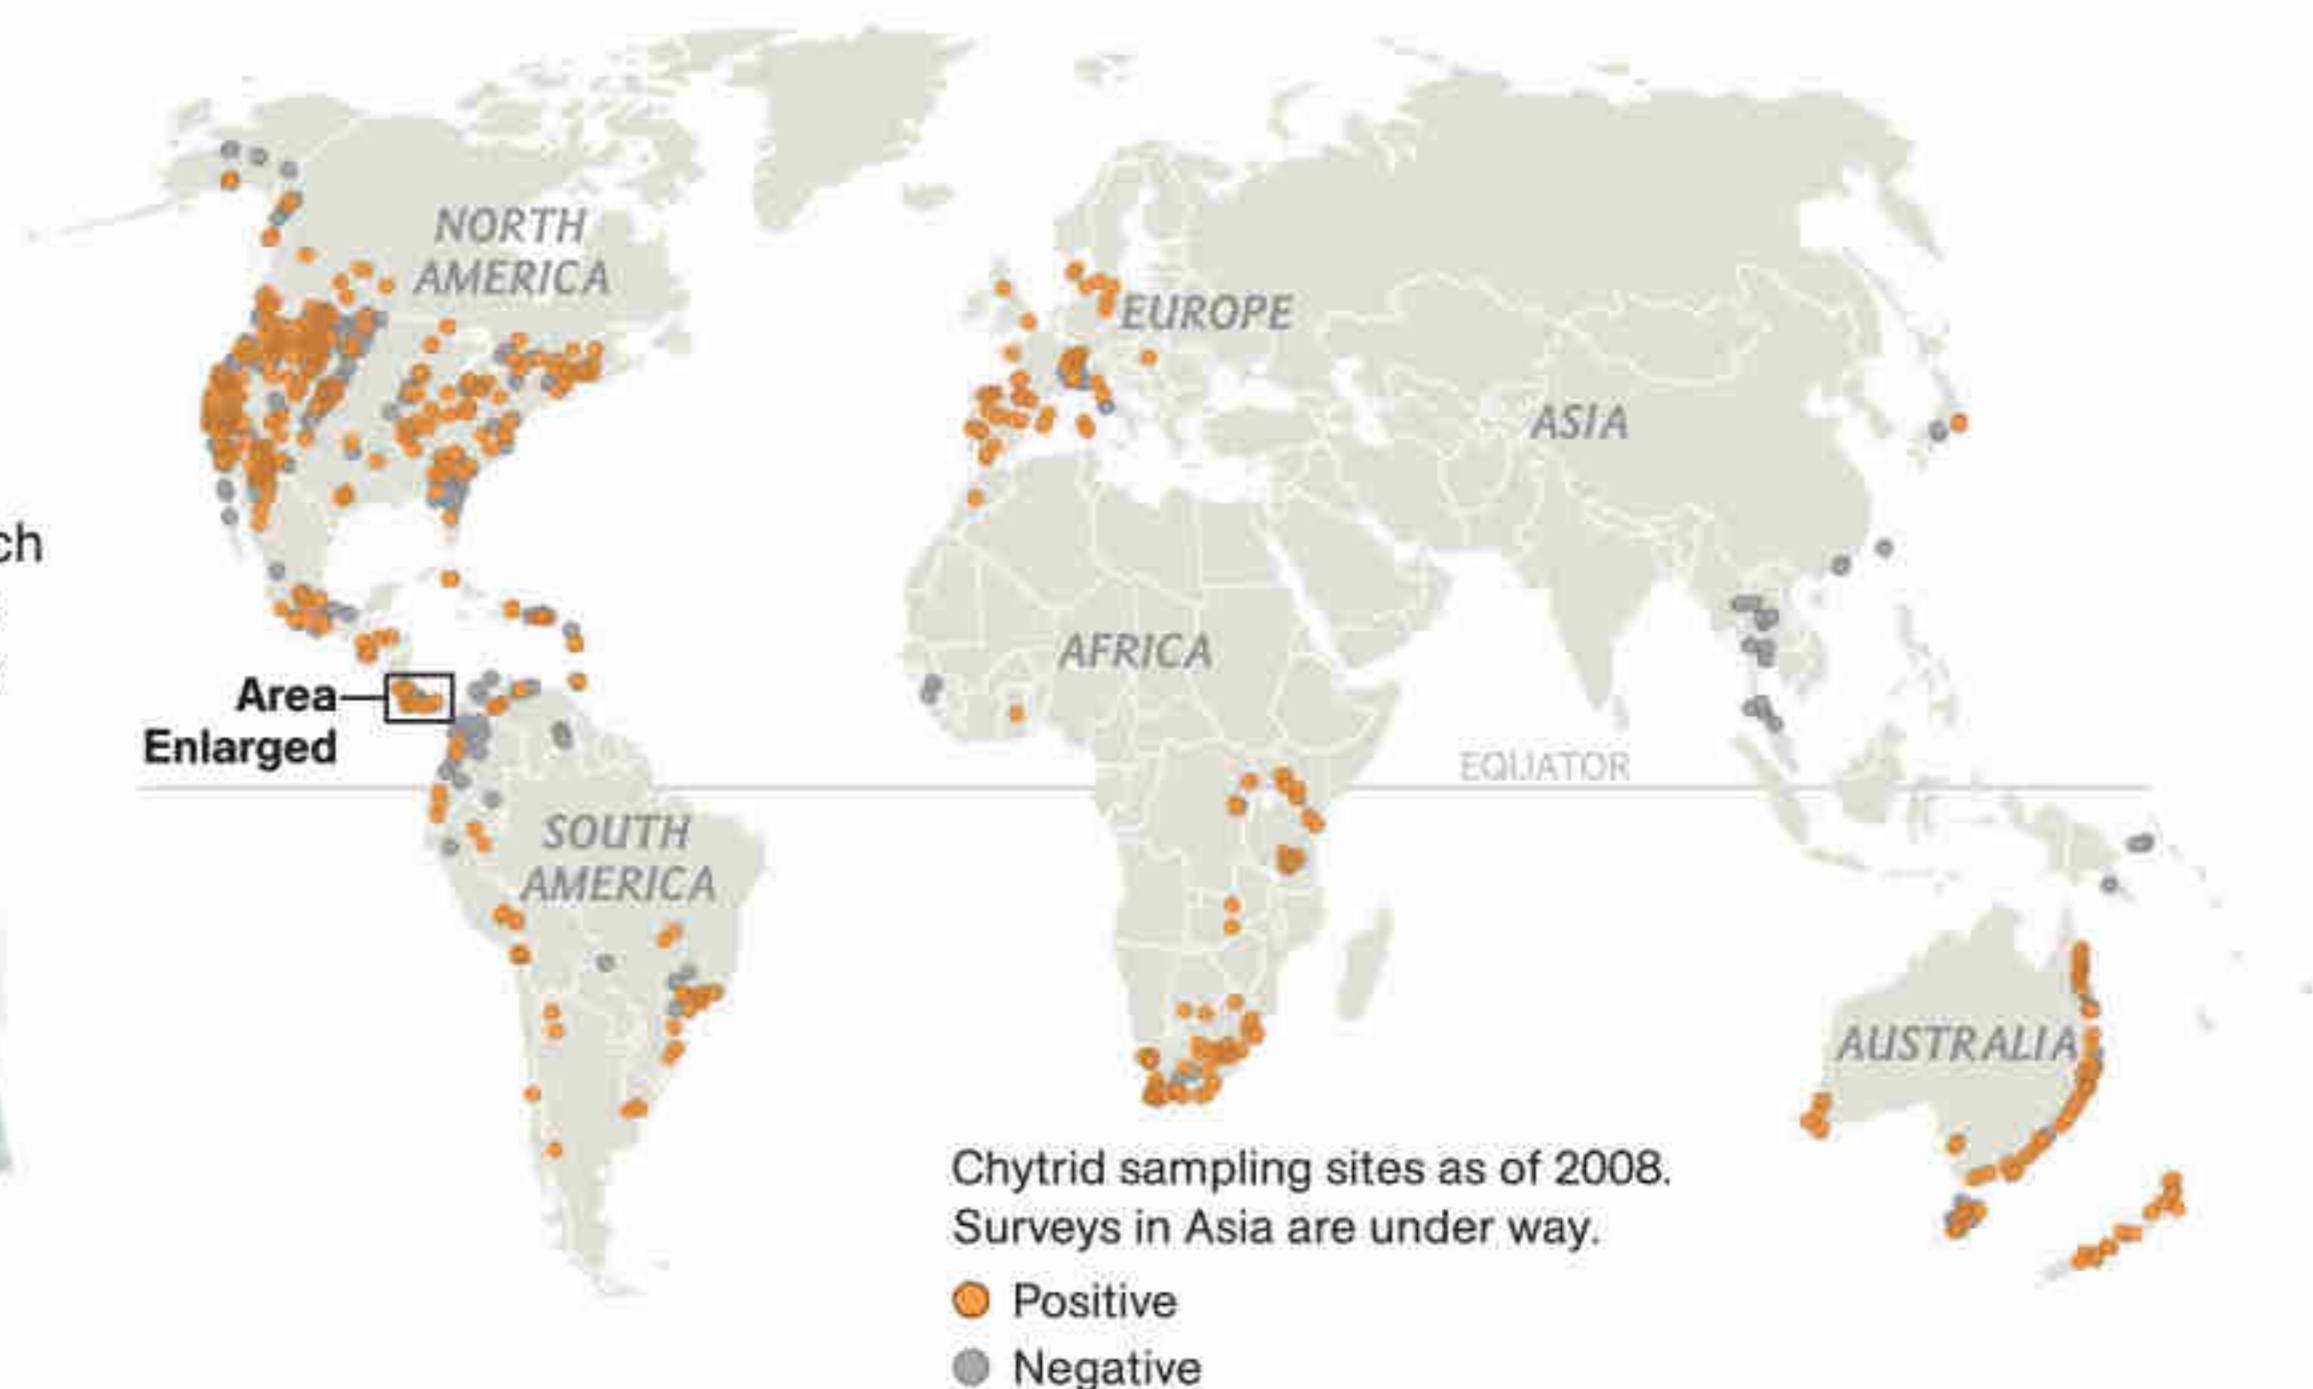 NORTH
AMERICA
EUROPE
ASIA
ch
AFRICA
Area
Enlarged
EQUATOR
SOUTH
AMERICA
AUSTRALIA
Chytrid sampling sites as of 2008.
Surveys in Asia are under way.
Positive
Negative